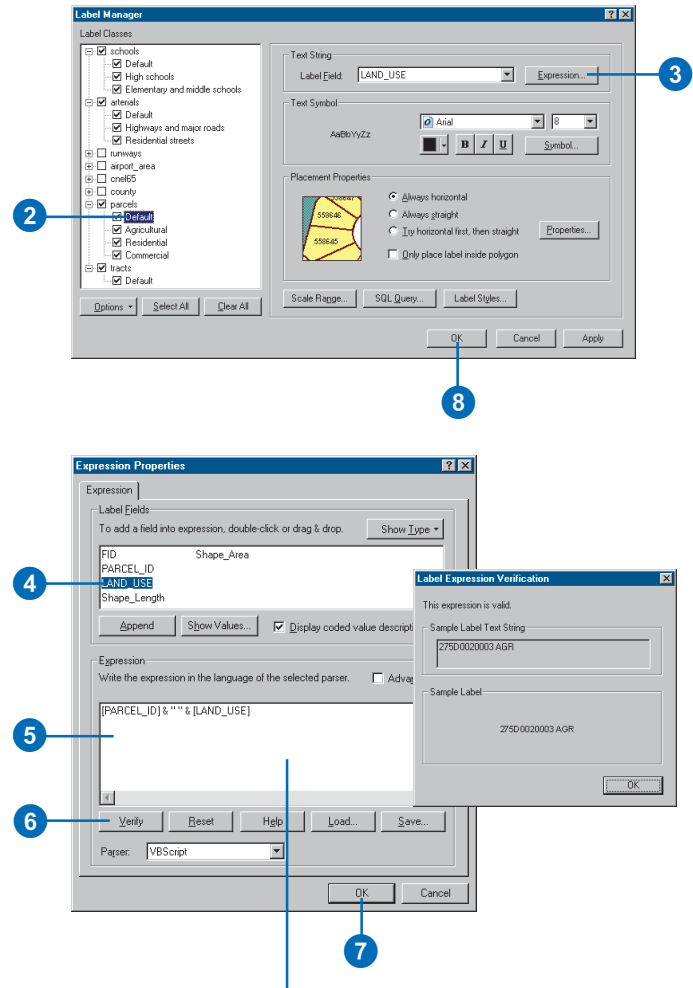 Label Manager
Label Classes
schools
Default
High schools
Elementary and middle schools
arterials
Default
Highways and major roads
Residential streets
runways
airport_area
cnel65
county
parcels
2
Default
Agricultural
Residential
Commercial
tracts
Default
Options
Select All
Clear All
Text String
Label Field:
LAND_USE
Expression...
3
Text Symbol
AaBbYyZz
Arial
8
B I U
Symbol...
Placement Properties
558647
558646
558645
Always horizontal
Always straight
Try horizontal first, then straight
Only place label inside polygon
Properties...
Scale Range...
SQL Query...
Label Styles...
OK
Cancel
Apply
8
Expression Properties
Expression
Label Fields
To add a field into expression, double-click or drag & drop.
Show Type
FID
Shape_Area
PARCEL_ID
4
LAND_USE
Shape_Length
Append
Show Values...
Display coded value descripti
Expression
Write the expression in the language of the selected parser.
Adva
[PARCEL_ID] & " " & [LAND_USE]
5
6
Verify
Reset
Help
Load...
Save...
Parser:
VBScript
OK
Cancel
7
Label Expression Verification
This expression is valid.
Sample Label Text String
275D0020003 AGR
Sample Label
275D0020003 AGR
OK